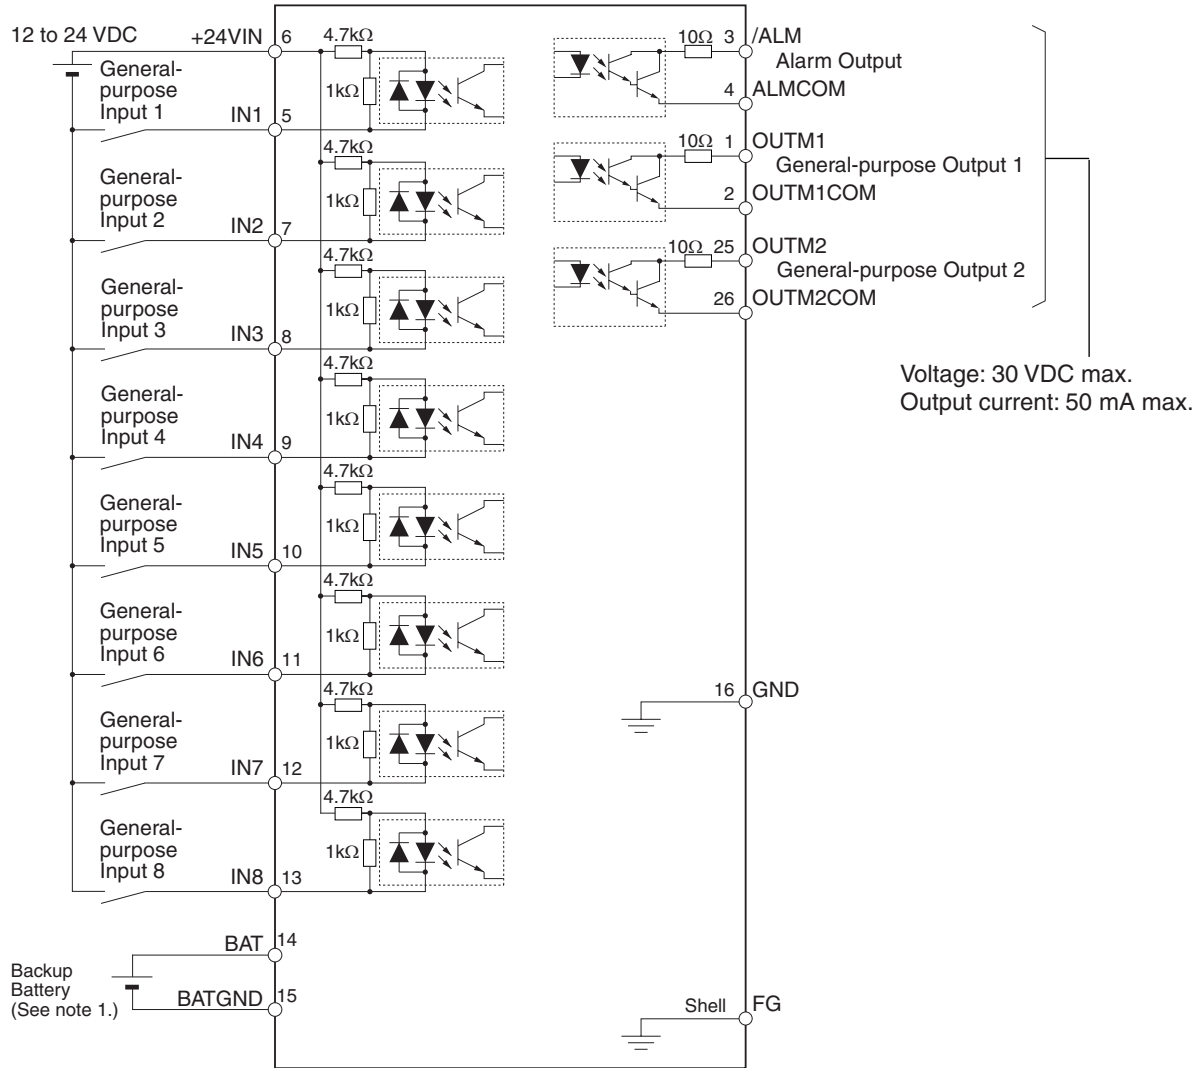 12 to 24 VDC
+24VIN
6
4.7kΩ
General-
purpose
Input 1
1kΩ
IN1
5
4.7kΩ
General-
purpose
Input 2
1kΩ
IN2
7
4.7kΩ
General-
purpose
Input 3
1kΩ
IN3
8
4.7kΩ
General-
purpose
Input 4
1kΩ
IN4
9
4.7kΩ
General-
purpose
Input 5
1kΩ
IN5
10
4.7kΩ
General-
purpose
Input 6
1kΩ
IN6
11
4.7kΩ
General-
purpose
Input 7
1kΩ
IN7
12
4.7kΩ
General-
purpose
Input 8
1kΩ
IN8
13
BAT
14
Backup
Battery
(See note 1.)
BATGND
15
10Ω
3
/ALM
Alarm Output
4
ALMCOM
10Ω
1
OUTM1
General-purpose Output 1
2
OUTM1COM
10Ω
25
OUTM2
General-purpose Output 2
26
OUTM2COM
Voltage: 30 VDC max.
Output current: 50 mA max.
16
GND
Shell
FG